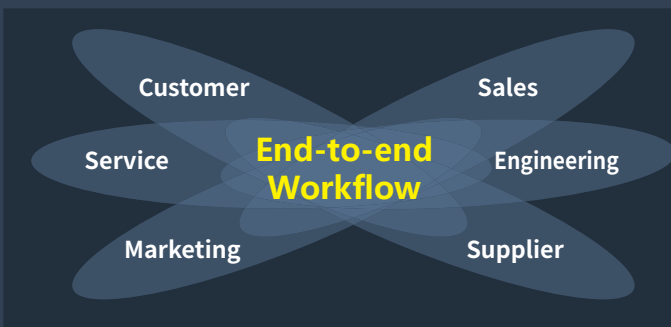 Customer
Sales
Service
End-to-end
Workflow
Engineering
Marketing
Supplier